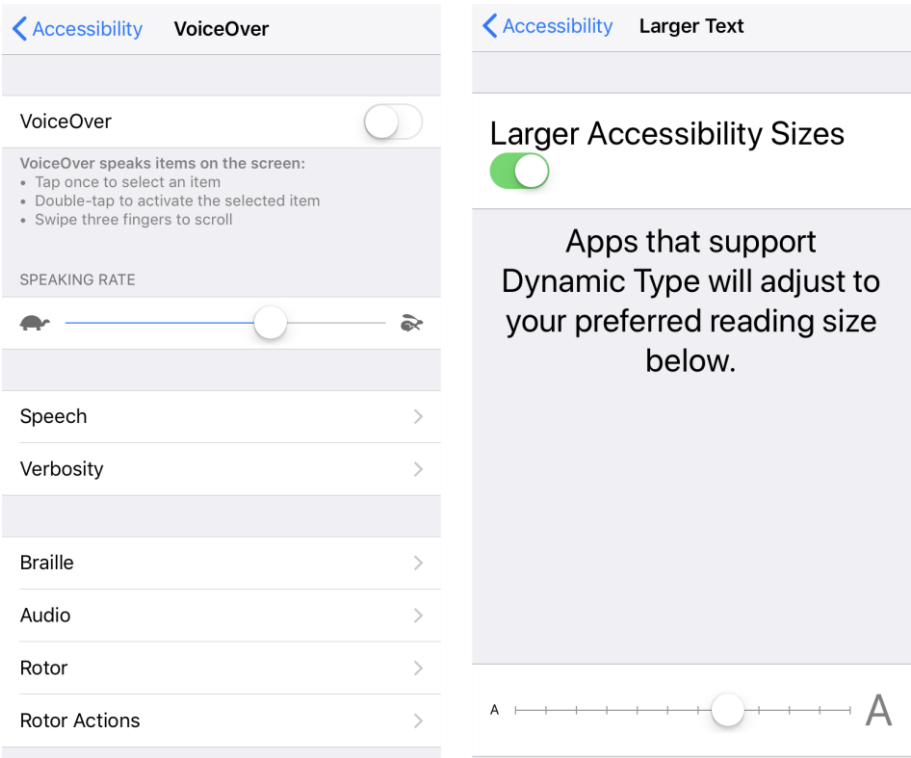 Accessibility VoiceOver
VoiceOver
VoiceOver speaks items on the screen:
• Tap once to select an item
• Double-tap to activate the selected item
• Swipe three fingers to scroll
SPEAKING RATE
Speech
Verbosity
Braille
Audio
Rotor
Rotor Actions
Accessibility Larger Text
Larger Accessibility Sizes
Apps that support
Dynamic Type will adjust to
your preferred reading size
below.
A A